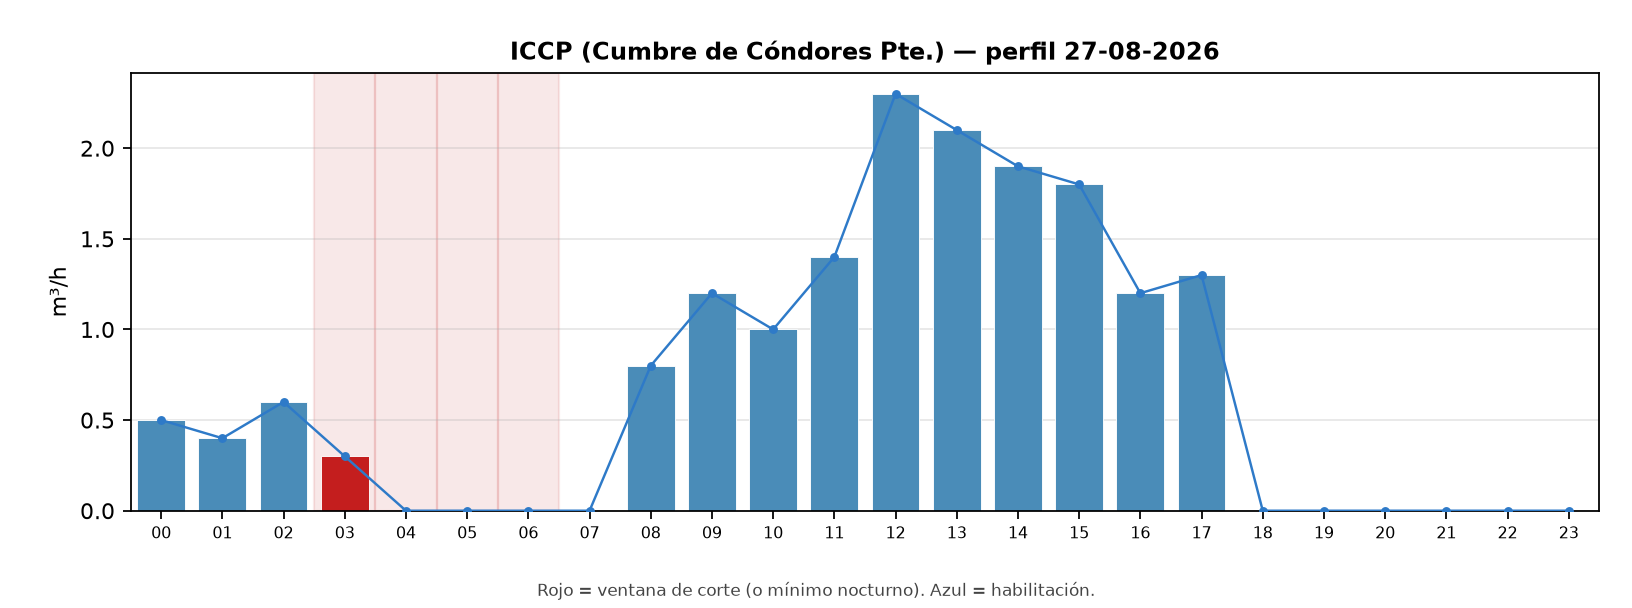 ICCP (Cumbre de Cóndores Pte.) — perfil 27-08-2026
m³/h
2.0
1.5
1.0
0.5
0.0
00 01 02 03 04 05 06 07 08 09 10 11 12 13 14 15 16 17 18 19 20 21 22 23
Rojo = ventana de corte (o mínimo nocturno). Azul = habilitación.